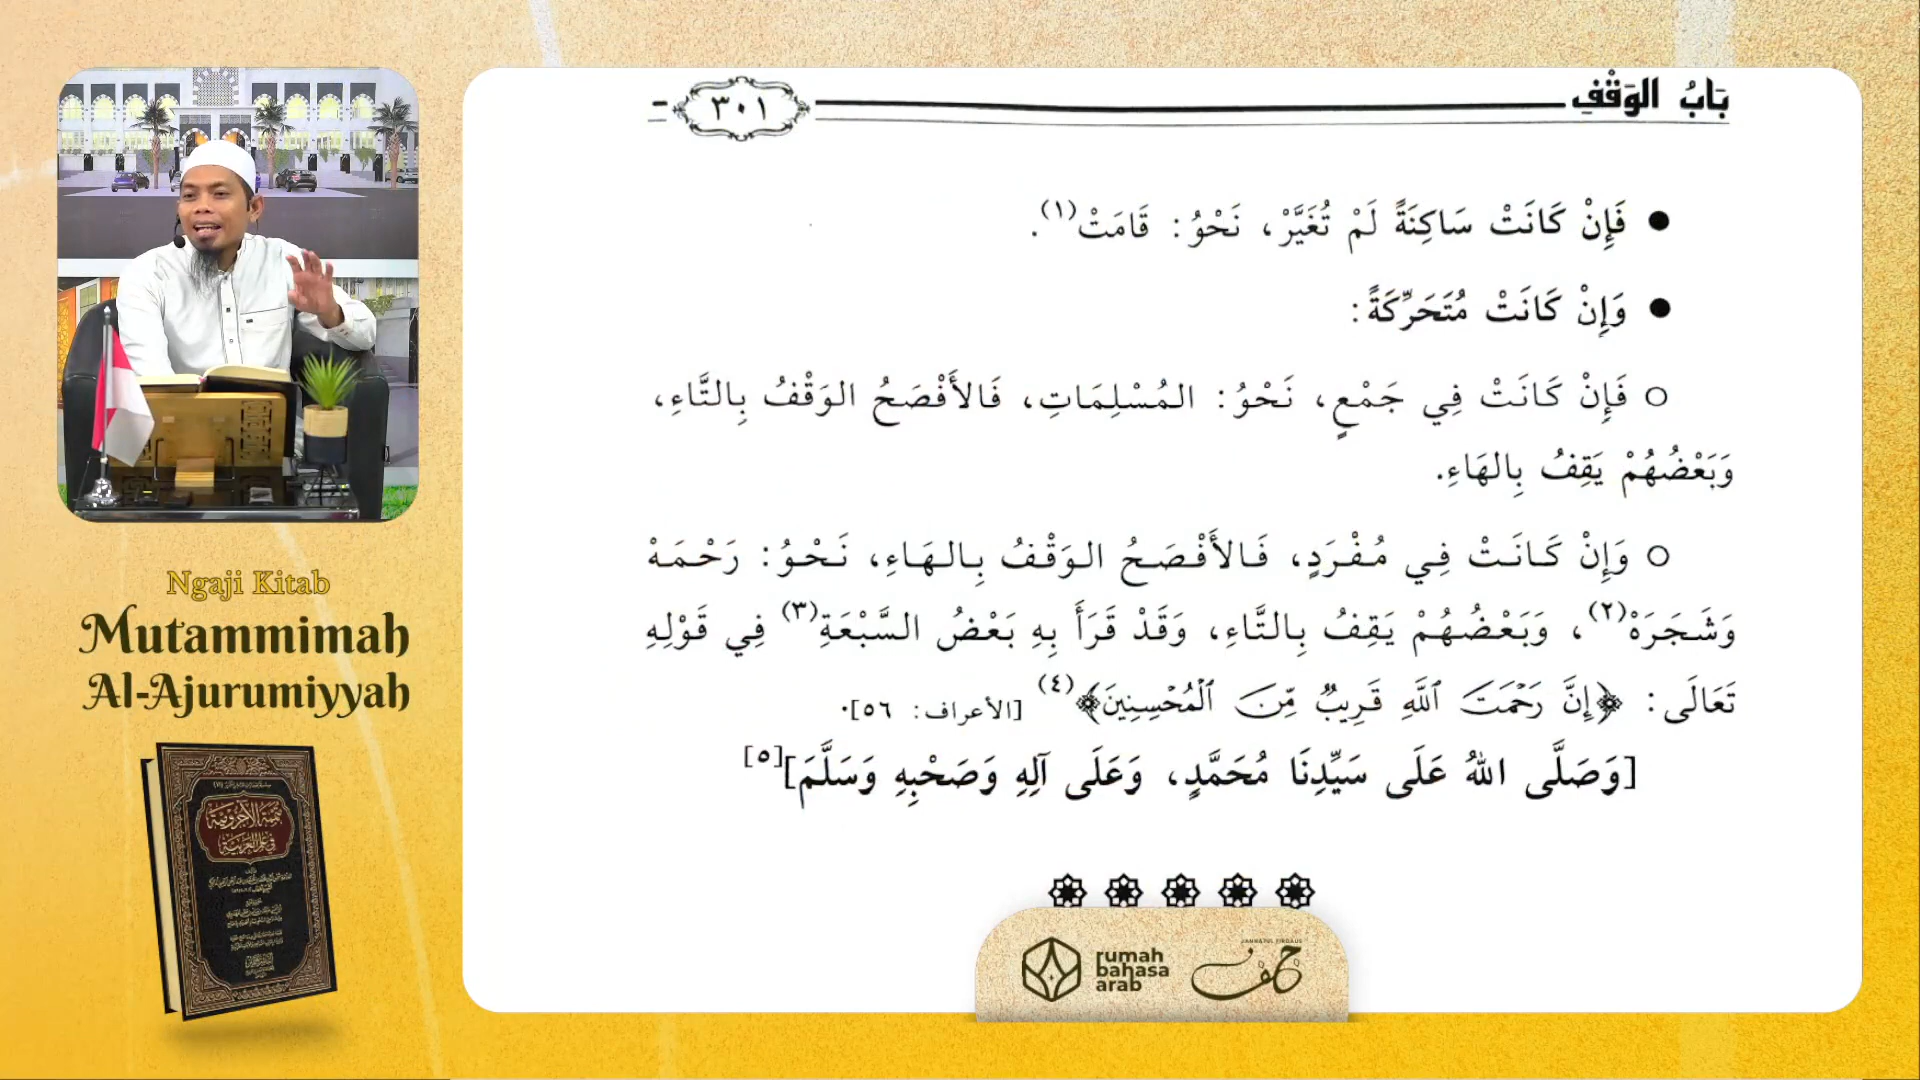 بَابُ الوَقْفِ
٣٠١
● فَإِنْ كَانَتْ سَاكِنَةً لَمْ تُغَيَّرْ، نَحْوُ: قَامَتْ(١).
● وَإِنْ كَانَتْ مُتَحَرِّكَةً:
○ فَإِنْ كَانَتْ فِي جَمْعٍ، نَحْوُ: المُسْلِمَاتِ، فَالأَفْصَحُ الوَقْفُ بِالتَّاءِ،
وَبَعْضُهُمْ يَقِفُ بِالهَاءِ.
○ وَإِنْ كَانَتْ فِي مُفْرَدٍ، فَالأَفْصَحُ الوَقْفُ بِالهَاءِ، نَحْوُ: رَحْمَهْ
وَشَجَرَهْ(٢)، وَبَعْضُهُمْ يَقِفُ بِالتَّاءِ، وَقَدْ قَرَأَ بِهِ بَعْضُ السَّبْعَةِ(٣) فِي قَوْلِهِ
تَعَالَى: ﴿إِنَّ رَحْمَتَ ٱللَّهِ قَرِيبٌ مِّنَ ٱلْمُحْسِنِينَ﴾(٤) [الأعراف: ٥٦].
[وَصَلَّى اللهُ عَلَى سَيِّدِنَا مُحَمَّدٍ، وَعَلَى آلِهِ وَصَحْبِهِ وَسَلَّمَ][٥]
Ngaji Kitab
Mutammimah
Al-Ajurumiyyah
rumah
bahasa
arab